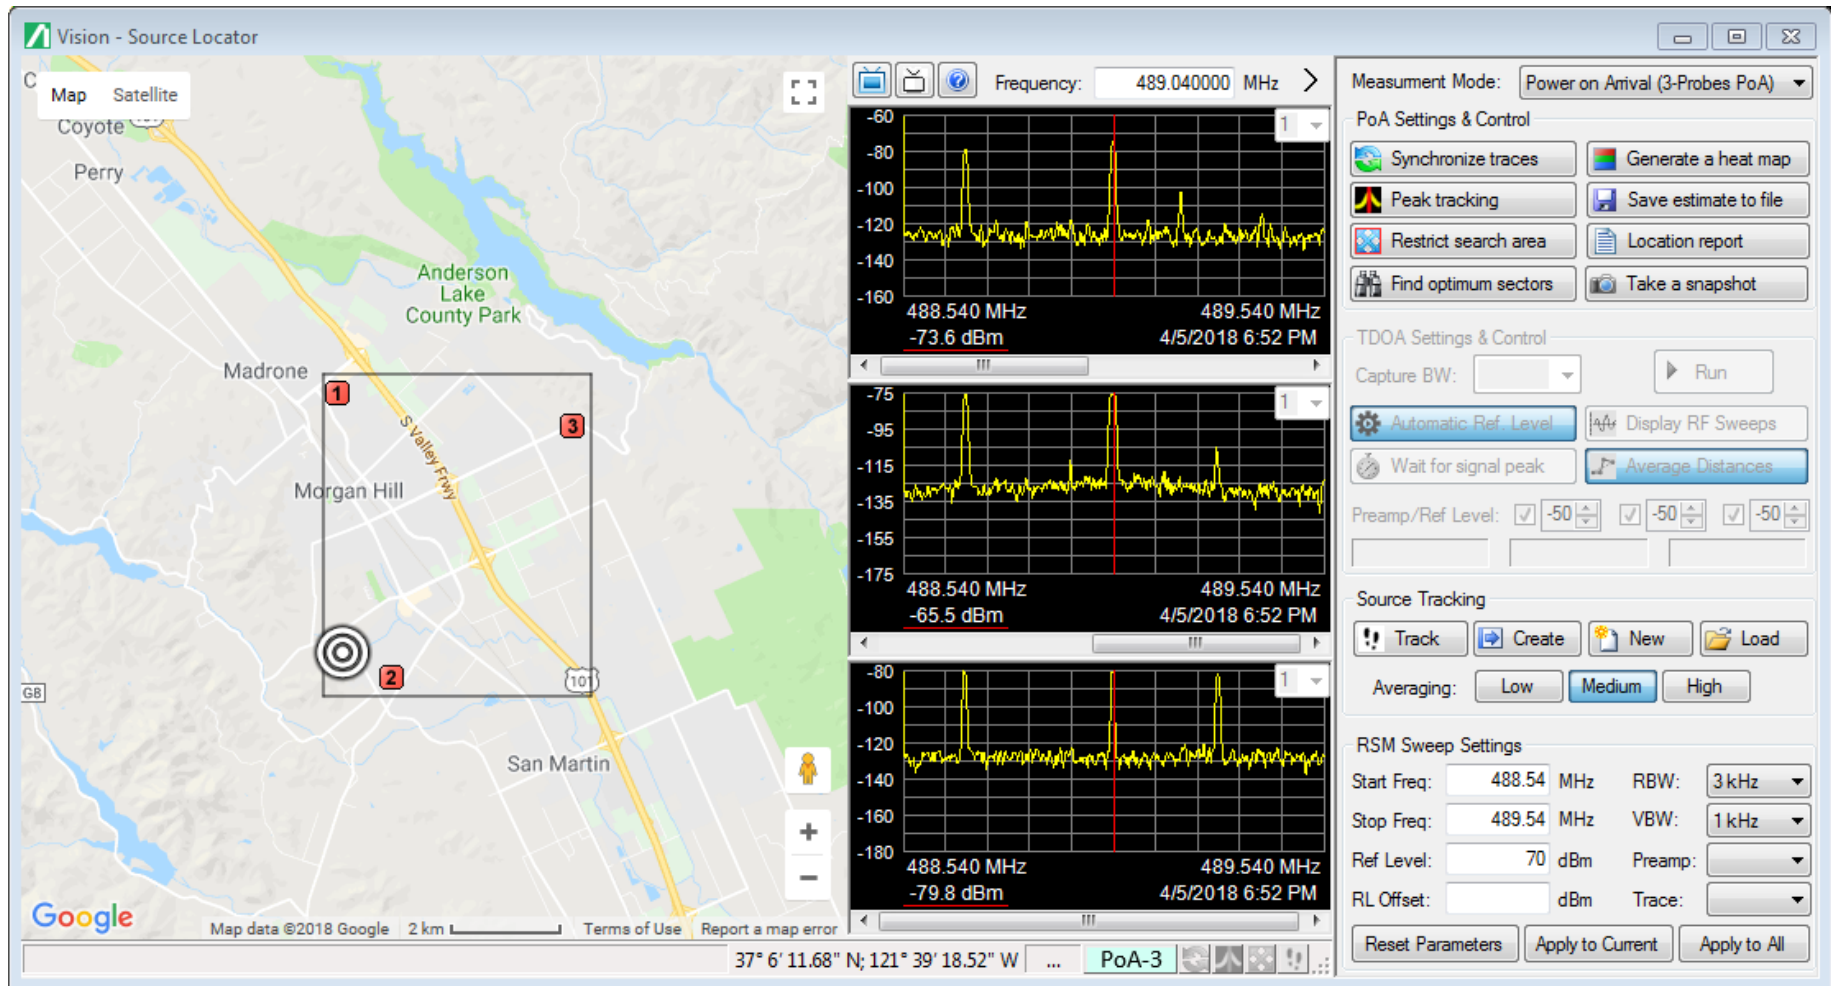 Vision - Source Locator
Map Satellite
C
Coyote
Perry
Anderson
Lake
County Park
Madrone
1
3
S Valley Frwy
Morgan Hill
2
101
G8
San Martin
+
−
Google
Map data ©2018 Google 2 km Terms of Use Report a map error
Frequency: 489.040000 MHz
-60
1
-80
-100
-120
-140
-160
488.540 MHz 489.540 MHz
-73.6 dBm 4/5/2018 6:52 PM
-75
1
-95
-115
-135
-155
-175
488.540 MHz 489.540 MHz
-65.5 dBm 4/5/2018 6:52 PM
-80
1
-100
-120
-140
-160
-180
488.540 MHz 489.540 MHz
-79.8 dBm 4/5/2018 6:52 PM
Measurment Mode: Power on Arrival (3-Probes PoA)
PoA Settings & Control
Synchronize traces Generate a heat map
Peak tracking Save estimate to file
Restrict search area Location report
Find optimum sectors Take a snapshot
TDOA Settings & Control
Capture BW: Run
Automatic Ref. Level Display RF Sweeps
Wait for signal peak Average Distances
Preamp/Ref Level: -50 -50 -50
Source Tracking
Track Create New Load
Averaging: Low Medium High
RSM Sweep Settings
Start Freq: 488.54 MHz RBW: 3 kHz
Stop Freq: 489.54 MHz VBW: 1 kHz
Ref Level: 70 dBm Preamp:
RL Offset: dBm Trace:
Reset Parameters Apply to Current Apply to All
37° 6' 11.68" N; 121° 39' 18.52" W ... PoA-3